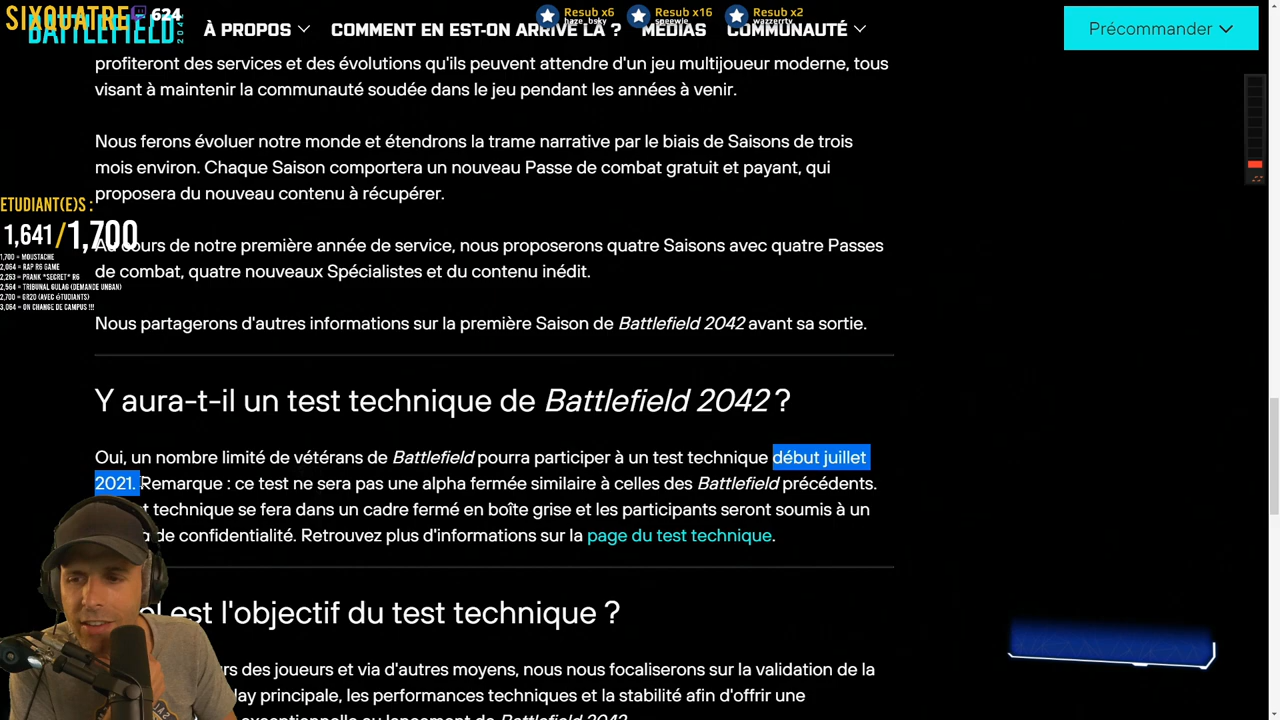 SIXQUATRE
624
BATTLEFIELD 2042
À PROPOS
COMMENT EN EST-ON ARRIVÉ LÀ ?
MÉDIAS
COMMUNAUTÉ
Resub x6
haze_bsky
Resub x16
speewie
Resub x2
wazzerrtv
Précommander
profiteront des services et des évolutions qu'ils peuvent attendre d'un jeu multijoueur moderne, tous
visant à maintenir la communauté soudée dans le jeu pendant les années à venir.
Nous ferons évoluer notre monde et étendrons la trame narrative par le biais de Saisons de trois
mois environ. Chaque Saison comportera un nouveau Passe de combat gratuit et payant, qui
proposera du nouveau contenu à récupérer.
ETUDIANT(E)S :
1,641/1,700
1,700 = MOUSTACHE
2,064 = RAP R6 GAME
2,263 = PRANK *SECRET* R6
2,564 = TRIBUNAL GULAG (DEMANDE UNBAN)
2,700 = GR20 (AVEC ÉTUDIANTS)
3,064 = ON CHANGE DE CAMPUS !!!
Au cours de notre première année de service, nous proposerons quatre Saisons avec quatre Passes
de combat, quatre nouveaux Spécialistes et du contenu inédit.
Nous partagerons d'autres informations sur la première Saison de Battlefield 2042 avant sa sortie.
Y aura-t-il un test technique de Battlefield 2042 ?
Oui, un nombre limité de vétérans de Battlefield pourra participer à un test technique début juillet
2021. Remarque : ce test ne sera pas une alpha fermée similaire à celles des Battlefield précédents.
t technique se fera dans un cadre fermé en boîte grise et les participants seront soumis à un
de confidentialité. Retrouvez plus d'informations sur la page du test technique.
el est l'objectif du test technique ?
rs des joueurs et via d'autres moyens, nous nous focaliserons sur la validation de la
lay principale, les performances techniques et la stabilité afin d'offrir une
exceptionnelle au lancement de Battlefield 2042.